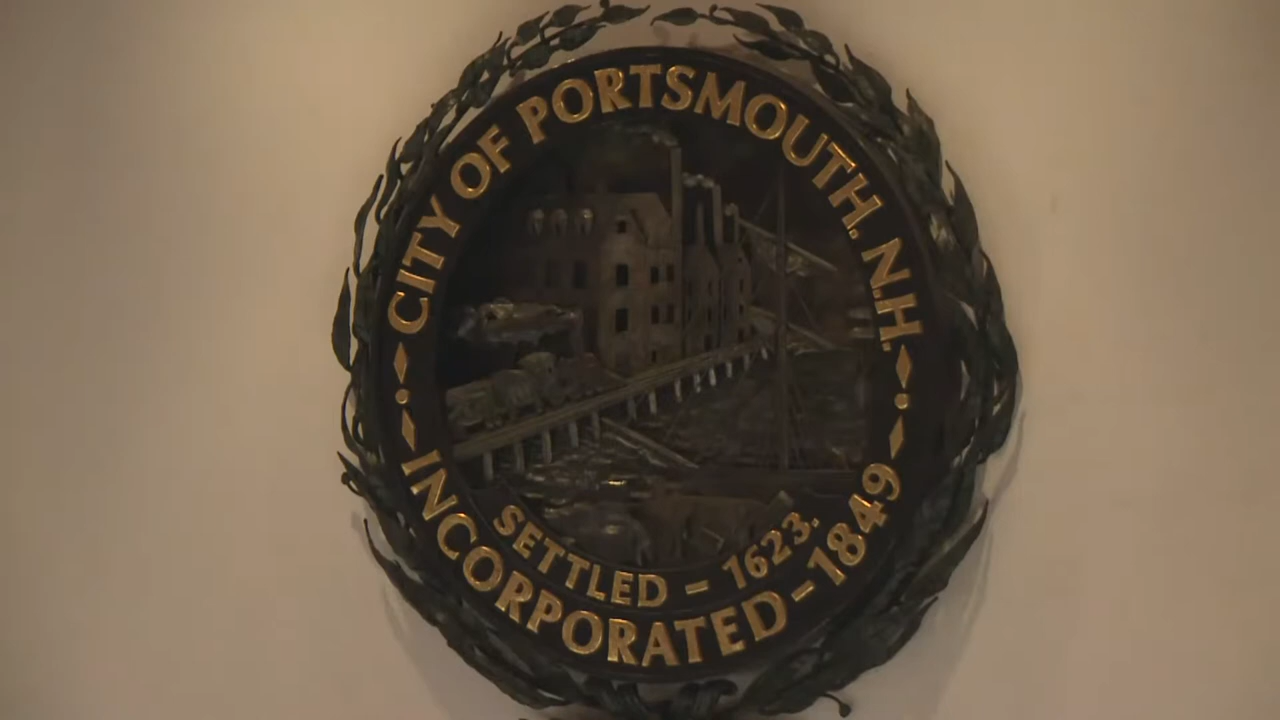 CITY OF PORTSMOUTH. N.H.
SETTLED – 1623.
INCORPORATED – 1849